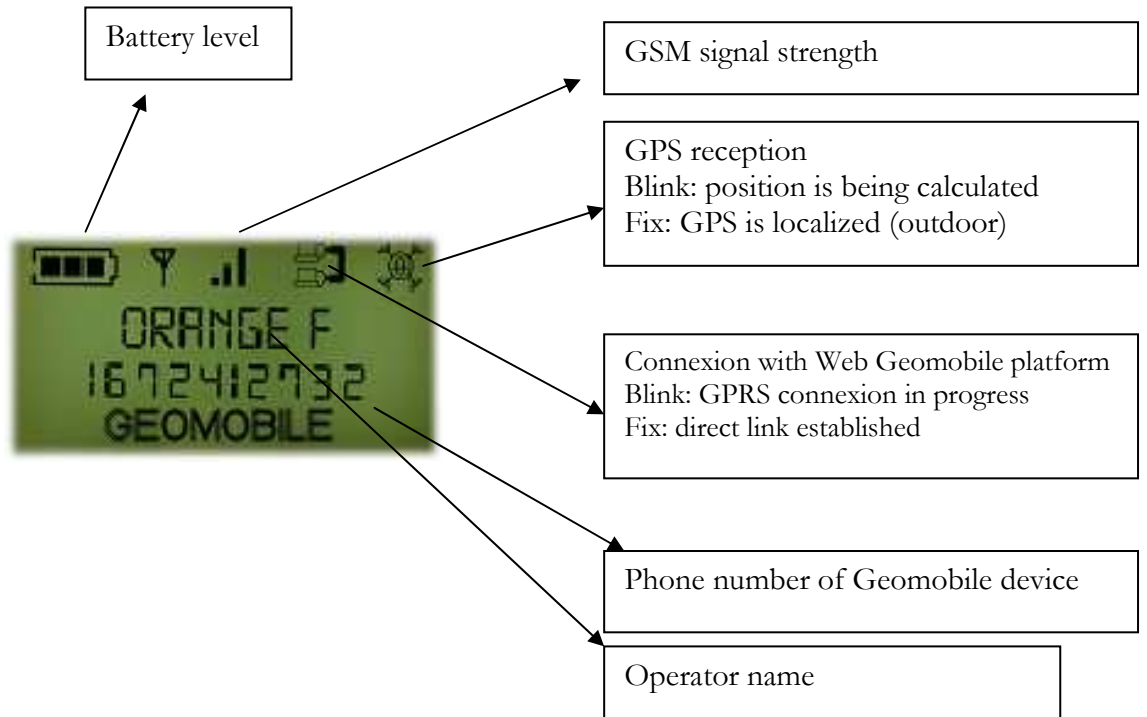 Battery level
GSM signal strength
GPS reception
Blink: position is being calculated
Fix: GPS is localized (outdoor)
ORANGE F
1672412732
GEOMOBILE
Connexion with Web Geomobile platform
Blink: GPRS connexion in progress
Fix: direct link established
Phone number of Geomobile device
Operator name